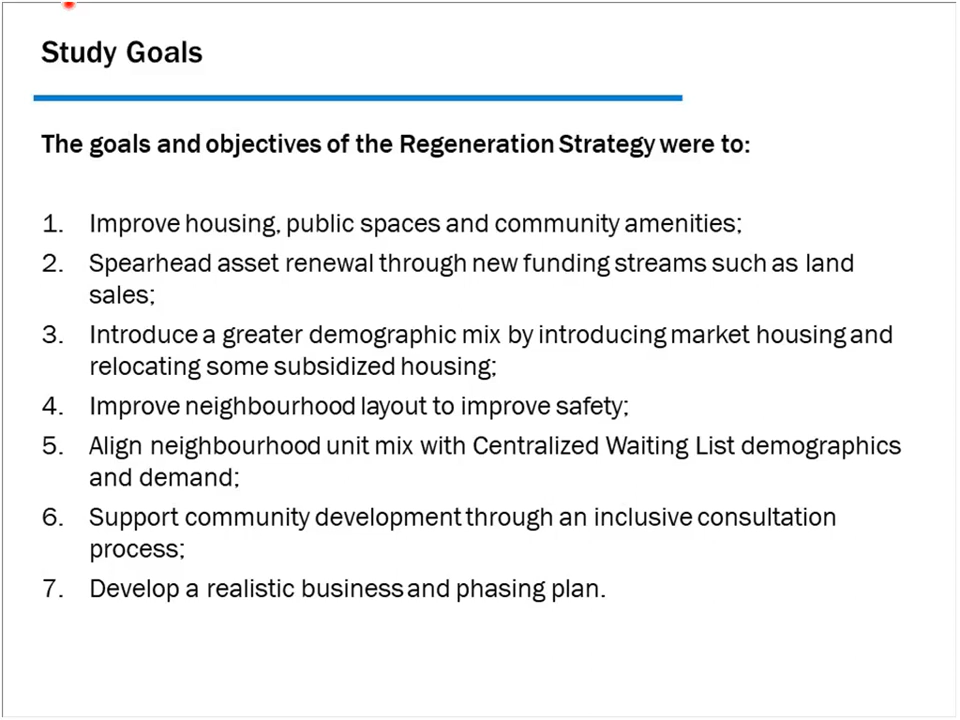 Study Goals
The goals and objectives of the Regeneration Strategy were to:
1. Improve housing, public spaces and community amenities;
2. Spearhead asset renewal through new funding streams such as land
sales;
3. Introduce a greater demographic mix by introducing market housing and
relocating some subsidized housing;
4. Improve neighbourhood layout to improve safety;
5. Align neighbourhood unit mix with Centralized Waiting List demographics
and demand;
6. Support community development through an inclusive consultation
process;
7. Develop a realistic business and phasing plan.